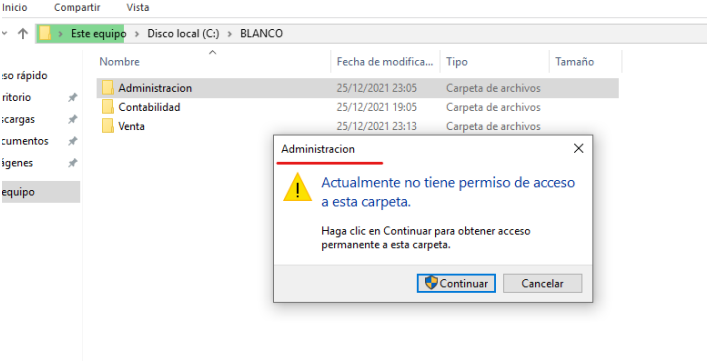 Inicio Compartir Vista
Este equipo > Disco local (C:) > BLANCO
Nombre Fecha de modifica... Tipo Tamaño
eso rápido
ritorio
scargas
cumentos
ágenes
equipo
Administracion 25/12/2021 23:05 Carpeta de archivos
Contabilidad 25/12/2021 19:05 Carpeta de archivos
Venta 25/12/2021 23:13 Carpeta de archivos
Administracion
Actualmente no tiene permiso de acceso
a esta carpeta.
Haga clic en Continuar para obtener acceso
permanente a esta carpeta.
Continuar Cancelar